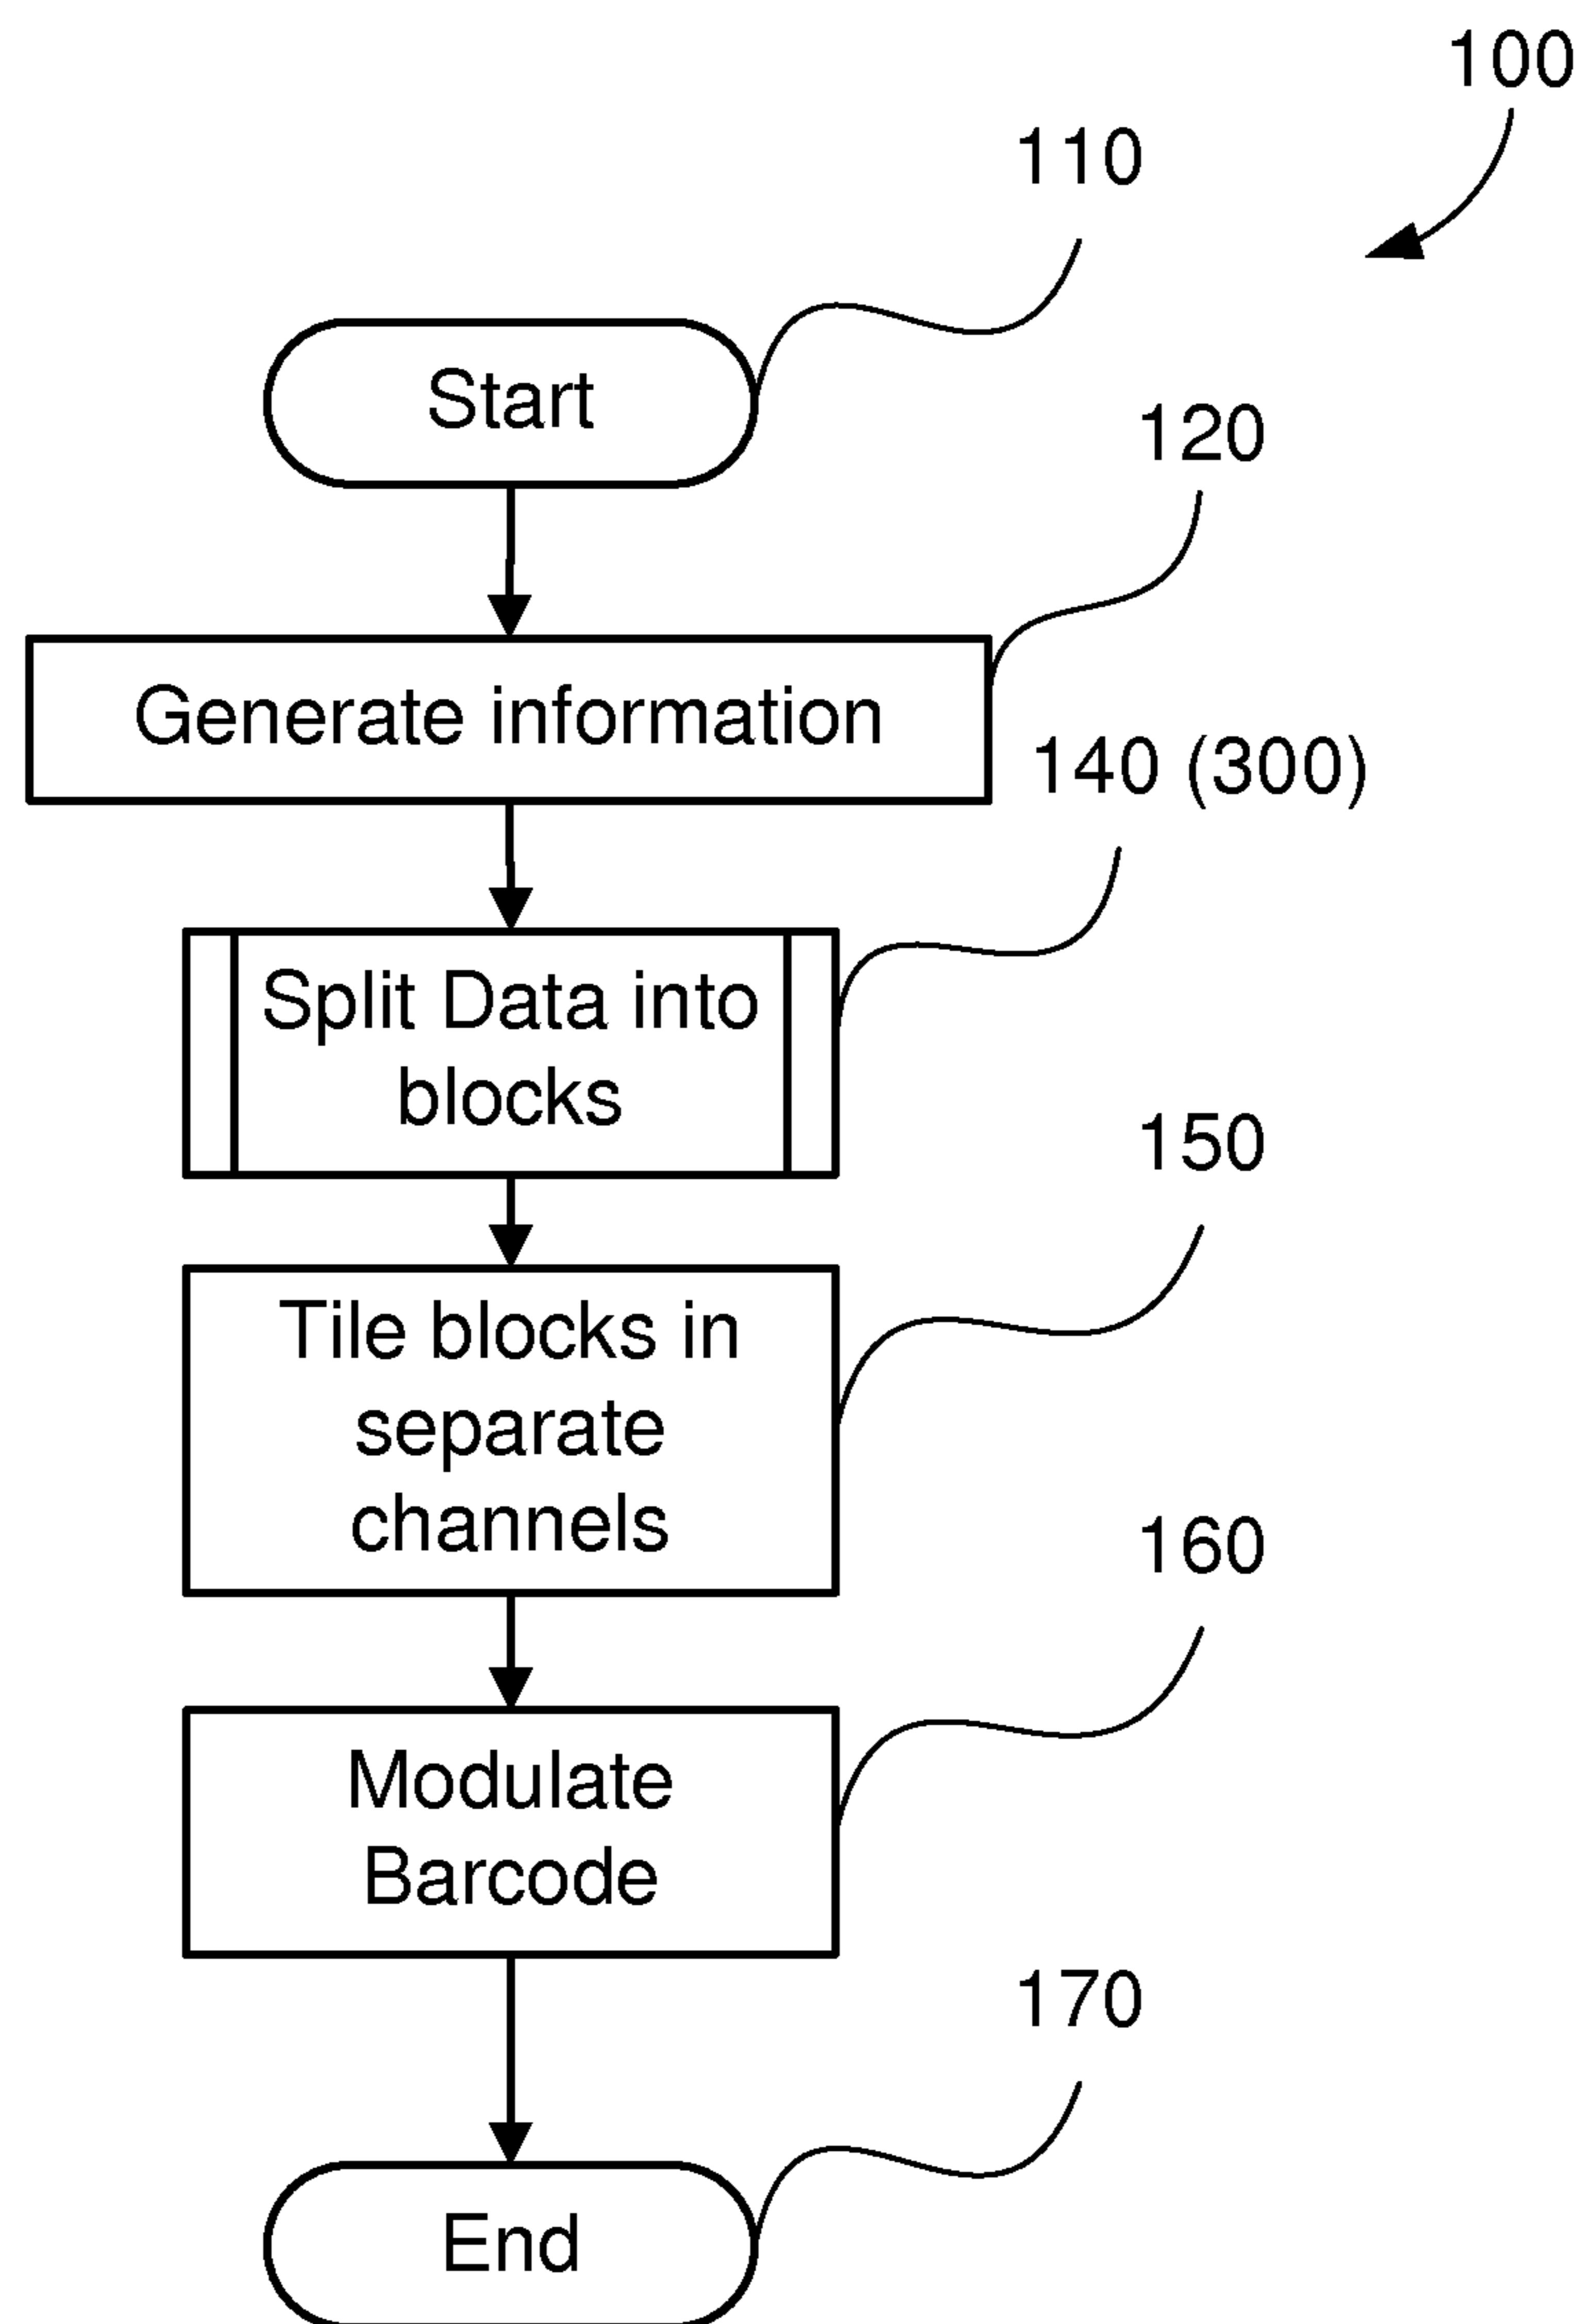 100
110
Start
120
Generate information
140 (300)
Split Data into
blocks
150
Tile blocks in
separate
channels
160
Modulate
Barcode
170
End